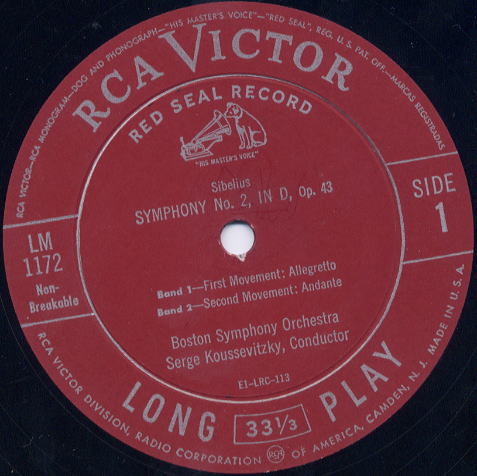 RCA VICTOR—RCA MONOGRAM—DOG AND PHONOGRAPH—"HIS MASTER'S VOICE"—"RED SEAL", REG. U.S. PAT. OFF.—MARCAS REGISTRADAS
RCA VICTOR
RED SEAL RECORD
"HIS MASTER'S VOICE"
Sibelius
SYMPHONY No. 2, IN D, Op. 43
LM
1172
Non-
Breakable
SIDE
1
Band 1—First Movement: Allegretto
Band 2—Second Movement: Andante
Boston Symphony Orchestra
Serge Koussevitzky, Conductor
E1-LRC-113
LONG 33⅓ PLAY
RCA VICTOR DIVISION, RADIO CORPORATION RCA OF AMERICA, CAMDEN, N.J. MADE IN U.S.A.